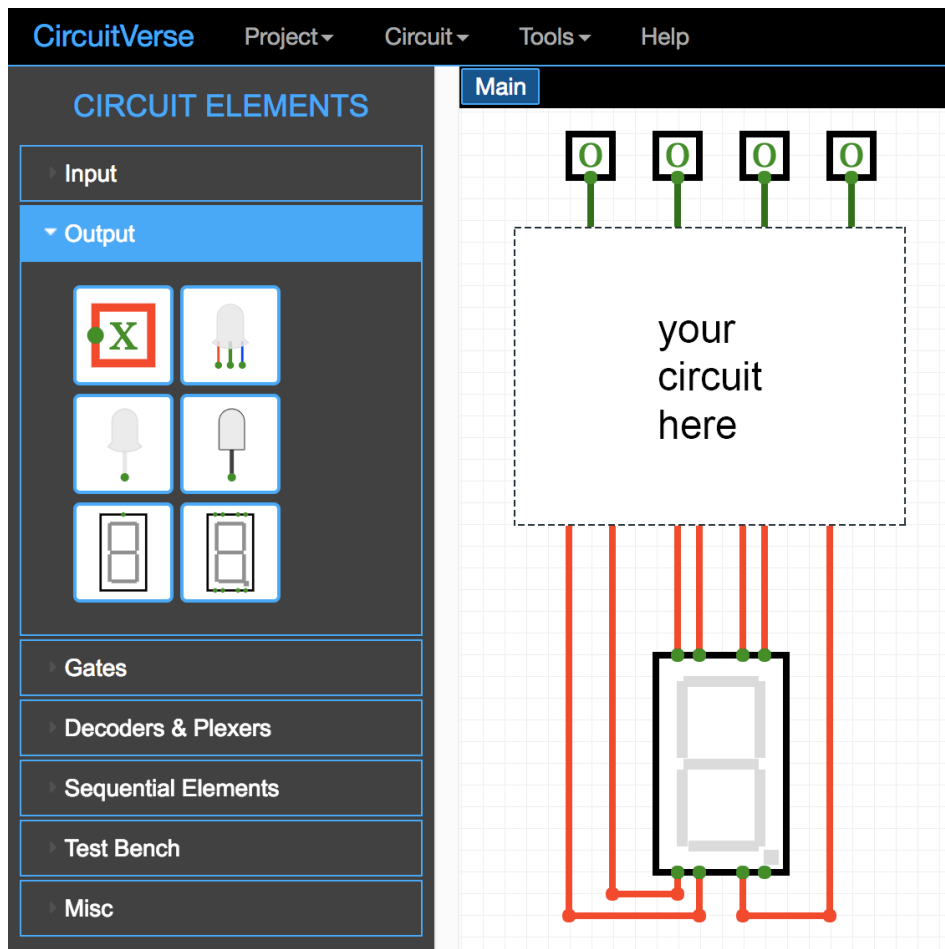 CircuitVerse Project Circuit Tools Help
CIRCUIT ELEMENTS
Main
Input
Output
X
Gates
Decoders & Plexers
Sequential Elements
Test Bench
Misc
0 0 0 0
your
circuit
here